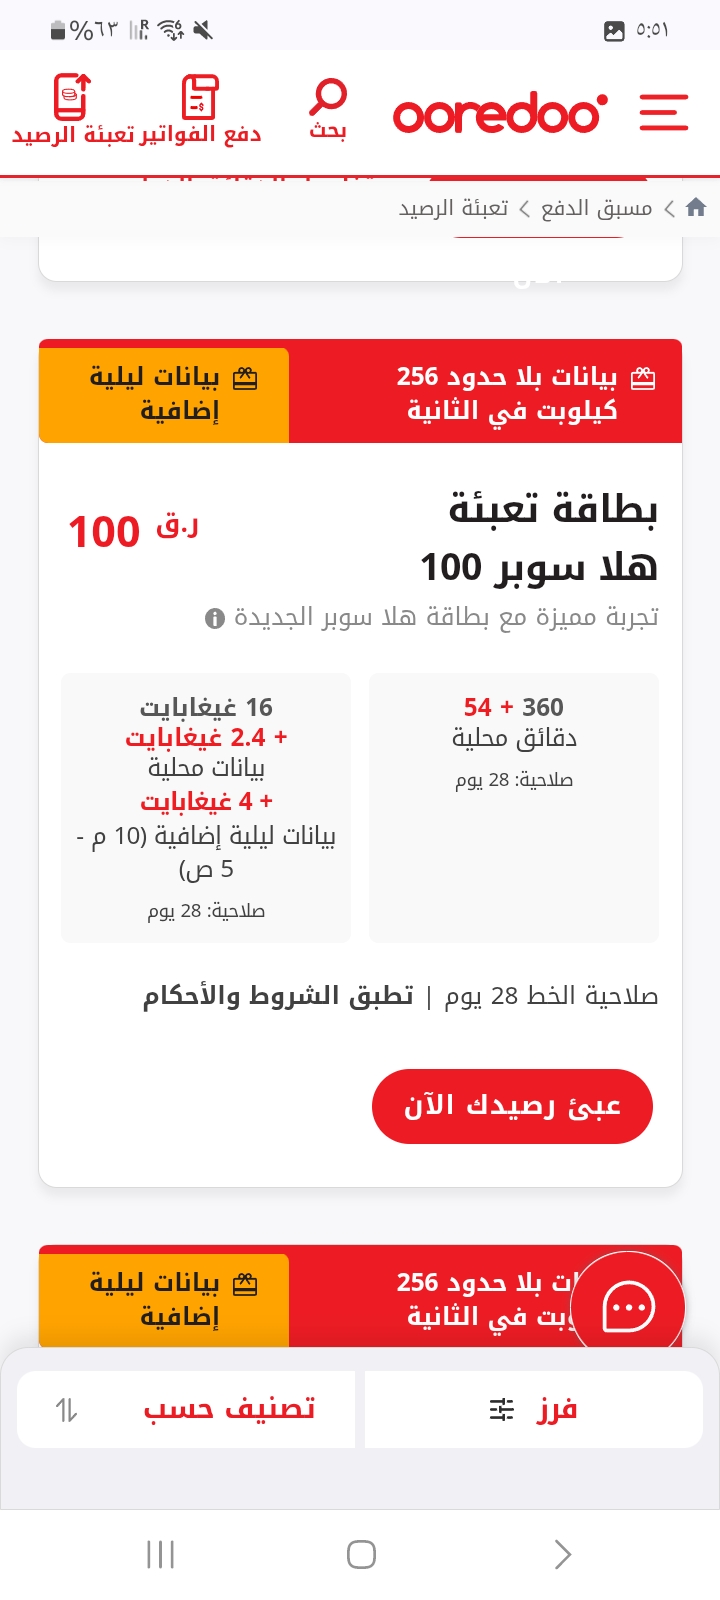 ٥:٥١
%٦٣
ooredoo
بحث
دفع الفواتير
تعبئة الرصيد
مسبق الدفع
تعبئة الرصيد
بيانات بلا حدود 256
كيلوبت في الثانية
بيانات ليلية
إضافية
بطاقة تعبئة
هلا سوبر 100
ر.ق 100
تجربة مميزة مع بطاقة هلا سوبر الجديدة
360 + 54
دقائق محلية
صلاحية: 28 يوم
16 غيغابايت
+ 2.4 غيغابايت
بيانات محلية
+ 4 غيغابايت
بيانات ليلية إضافية (10 م -
5 ص)
صلاحية: 28 يوم
صلاحية الخط 28 يوم | تطبق الشروط والأحكام
عبئ رصيدك الآن
بلا حدود 256
في الثانية
بيانات ليلية
إضافية
فرز
تصنيف حسب